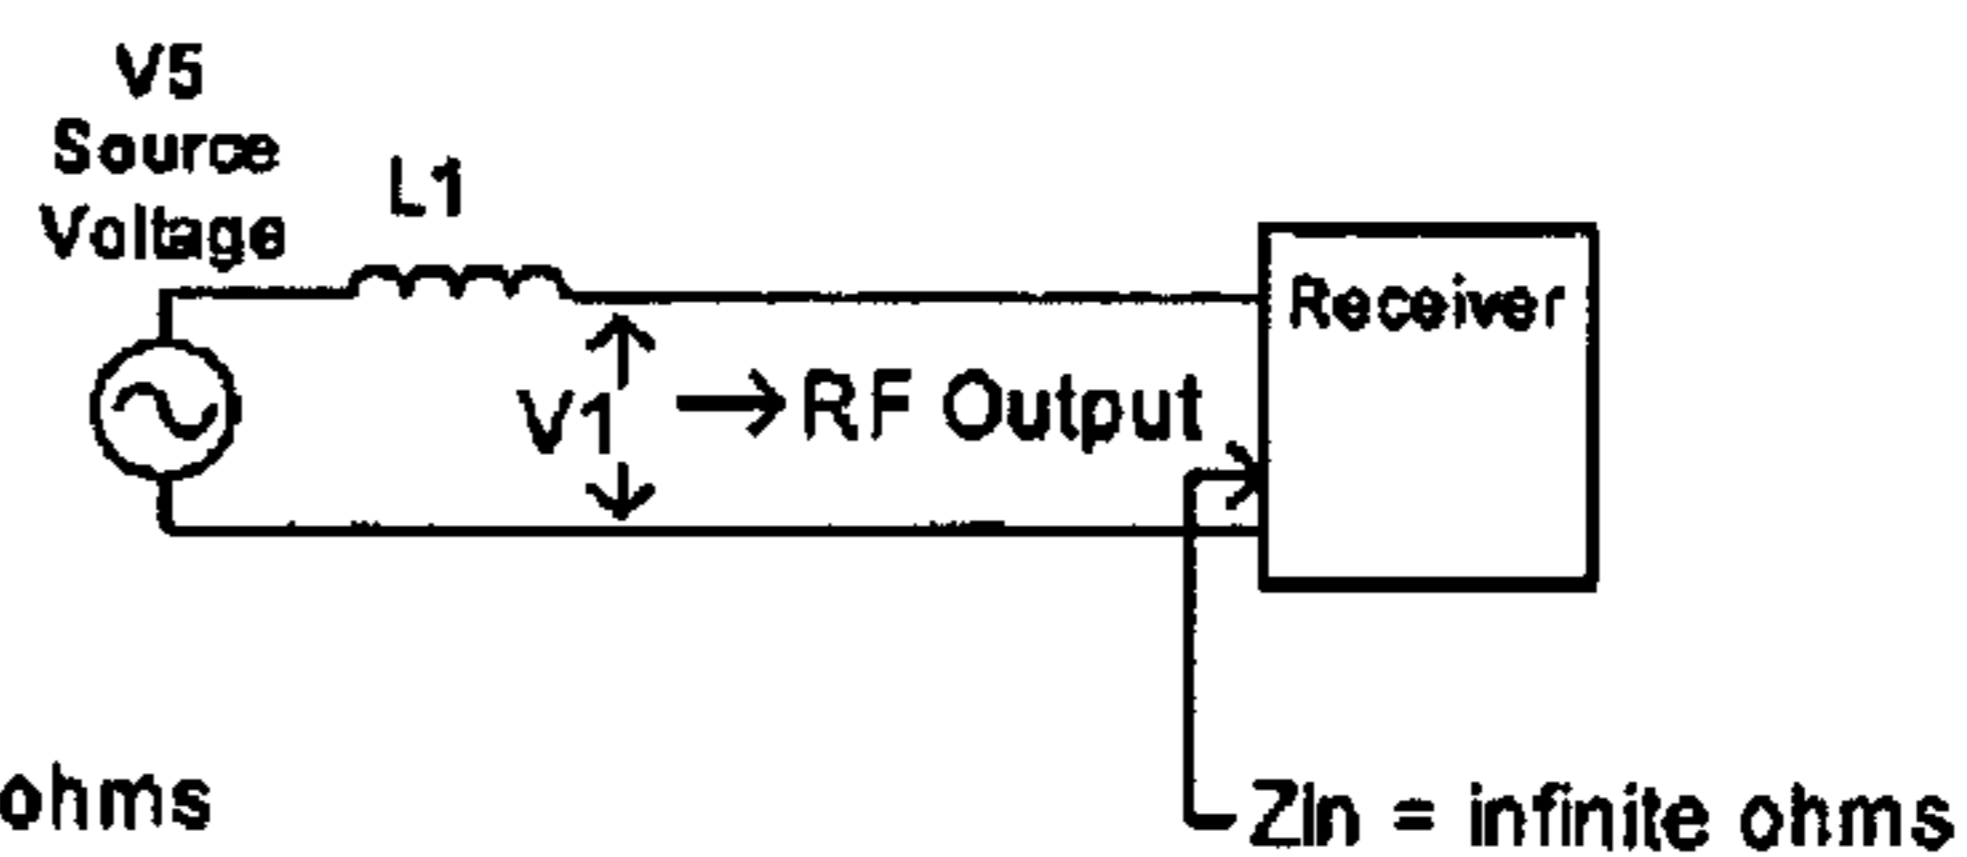 V5
Source
Voltage
L1
Receiver
V1
RF Output
ohms
ZIn = infinite ohms